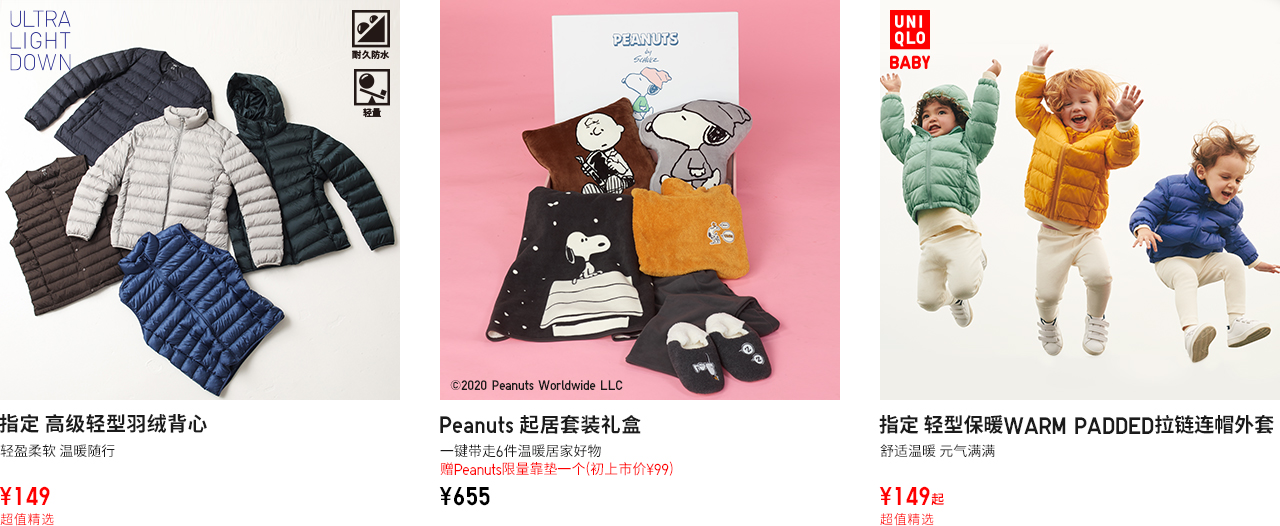 ULTRA
LIGHT
DOWN
耐久防水
轻量
指定 高级轻型羽绒背心
轻盈柔软 温暖随行
¥149
超值精选
PEANUTS
by
Schulz
©2020 Peanuts Worldwide LLC
Peanuts 起居套装礼盒
一键带走6件温暖居家好物
赠Peanuts限量靠垫一个(初上市价¥99)
¥655
UNI
QLO
BABY
指定 轻型保暖WARM PADDED拉链连帽外套
舒适温暖 元气满满
¥149起
超值精选